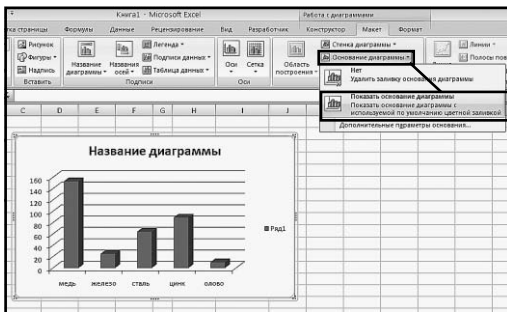 Книга1 - Microsoft Excel
Работа с диаграммами
тка страницы Формулы Данные Рецензирование Вид Разработчик Конструктор Макет Формат
Рисунок
Фигуры
Надпись
Вставить
Название диаграммы
Названия осей
Легенда
Подписи данных
Таблица данных
Подписи
Оси
Сетка
Оси
Область построения
Стенка диаграммы
Основание диаграммы
Линии
Полосы пов
Нет
Удалить заливку основания диаграммы
Показать основание диаграммы
Показать основание диаграммы с
используемой по умолчанию цветной заливкой
Дополнительные параметры основания...
C D E F G H I J
Название диаграммы
160
140
120
100
80
60
40
20
0
медь железо сталь цинк олово
Ряд1